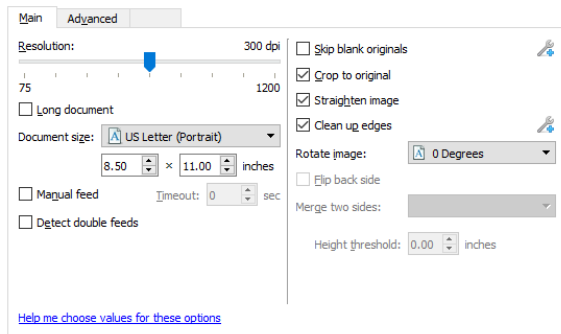 Main Advanced
Resolution: 300 dpi
75 1200
Long document
Document size: US Letter (Portrait)
8.50 × 11.00 inches
Manual feed Timeout: 0 sec
Detect double feeds
Help me choose values for these options
Skip blank originals
Crop to original
Straighten image
Clean up edges
Rotate image: 0 Degrees
Flip back side
Merge two sides:
Height threshold: 0.00 inches